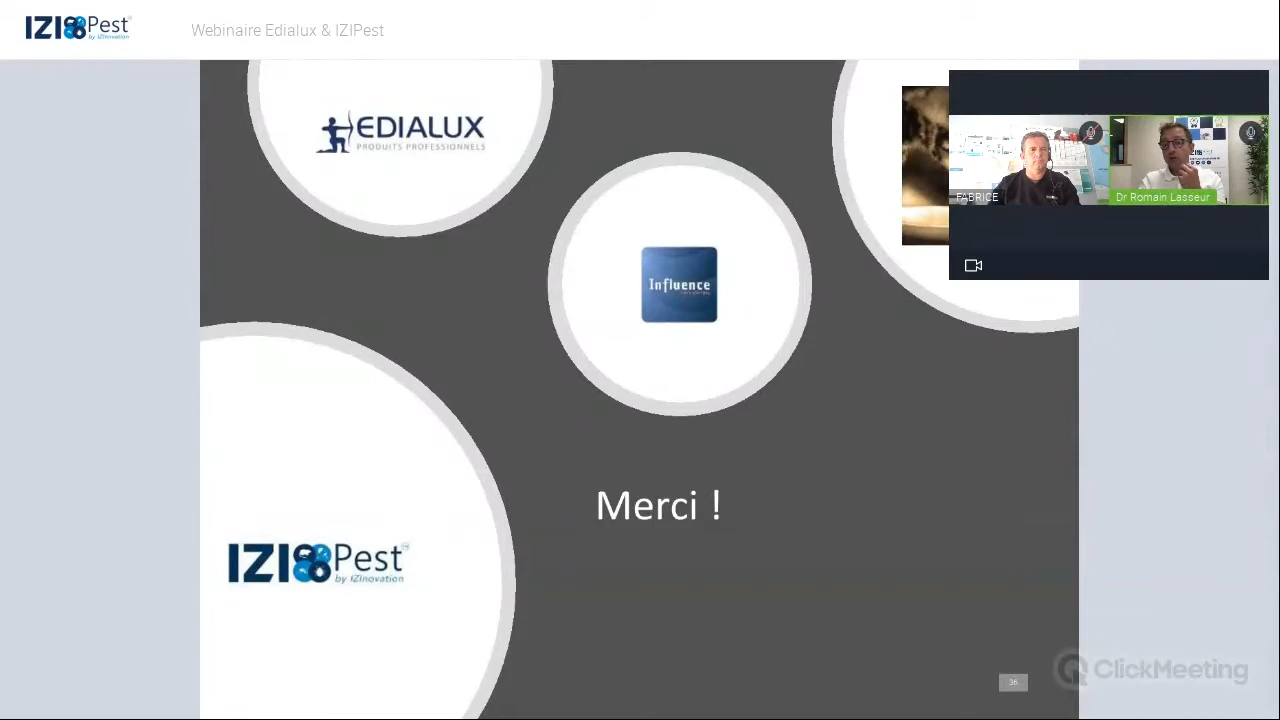 IZI Pest
by IZInovation
Webinaire Edialux & IZIPest
EDIALUX
PRODUITS PROFESSIONNELS
FABRICE
Dr Romain Lasseur
Influence
Merci !
IZI Pest
by IZInovation
36
ClickMeeting